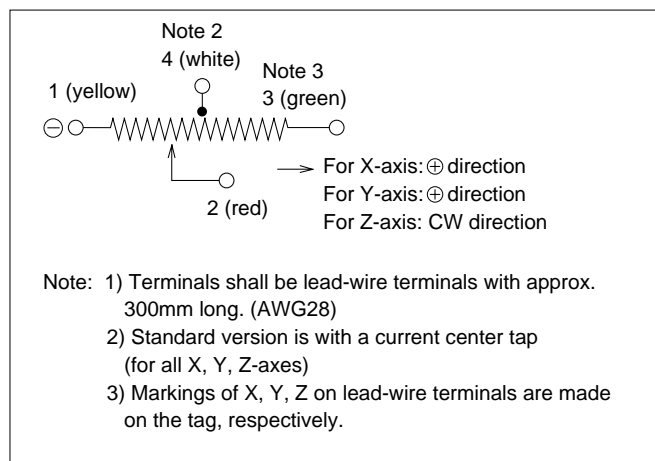 Note 2
4 (white)
Note 3
1 (yellow)
3 (green)
⊖
2 (red)
For X-axis: ⊕ direction
For Y-axis: ⊕ direction
For Z-axis: CW direction
Note: 1) Terminals shall be lead-wire terminals with approx.
300mm long. (AWG28)
2) Standard version is with a current center tap
(for all X, Y, Z-axes)
3) Markings of X, Y, Z on lead-wire terminals are made
on the tag, respectively.